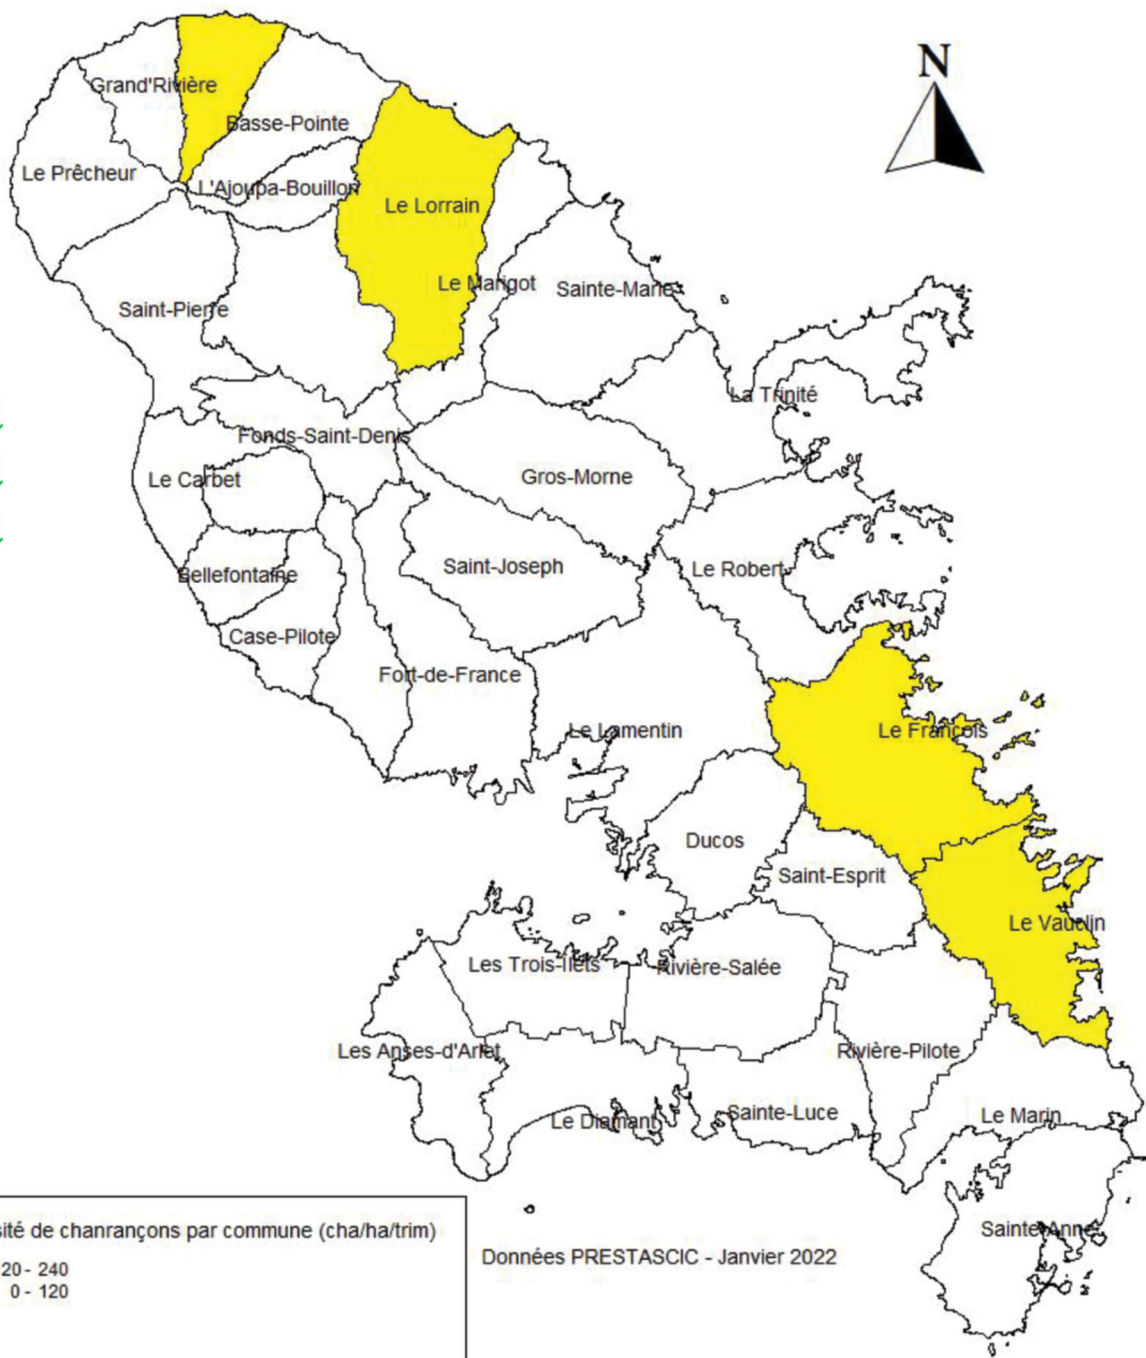 N
Grand'Rivière
Basse-Pointe
Le Prêcheur
L'Ajoupa-Bouillon
Le Lorrain
Le Marigot
Sainte-Marie
Saint-Pierre
La Trinité
Fonds-Saint-Denis
Le Carbet
Gros-Morne
Saint-Joseph
Le Robert
Bellefontaine
Case-Pilote
Fort-de-France
Le Lamentin
Le François
Ducos
Saint-Esprit
Le Vauclin
Les Trois-Ilets
Rivière-Salée
Les Anses-d'Arlet
Rivière-Pilote
Le Diamant
Sainte-Luce
Le Marin
Sainte-Anne
sité de chanrançons par commune (cha/ha/trim)
20 - 240
0 - 120
Données PRESTASCIC - Janvier 2022